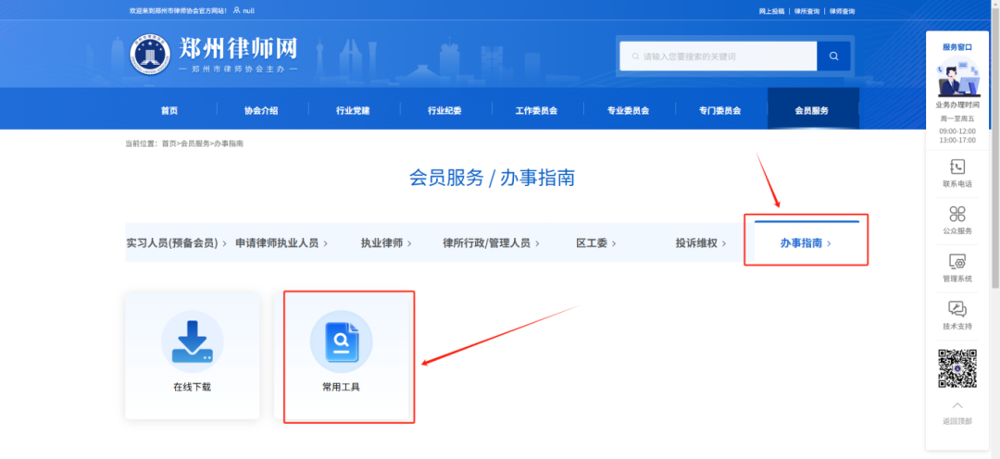 欢迎来到郑州市律师协会官方网站! null
网上投稿 | 律所查询 | 律师查询
郑州律师网
郑州市律师协会主办
请输入您要搜索的关键词
首页 协会介绍 行业党建 行业纪委 工作委员会 专业委员会 专门委员会 会员服务
当前位置：首页>会员服务>办事指南
会员服务 / 办事指南
实习人员(预备会员) > 申请律师执业人员 > 执业律师 > 律所行政/管理人员 > 区工委 > 投诉维权 > 办事指南 >
在线下载
常用工具
服务窗口
业务办理时间
周一至周五
09:00-12:00
13:00-17:00
联系电话
公众服务
管理系统
技术支持
返回顶部